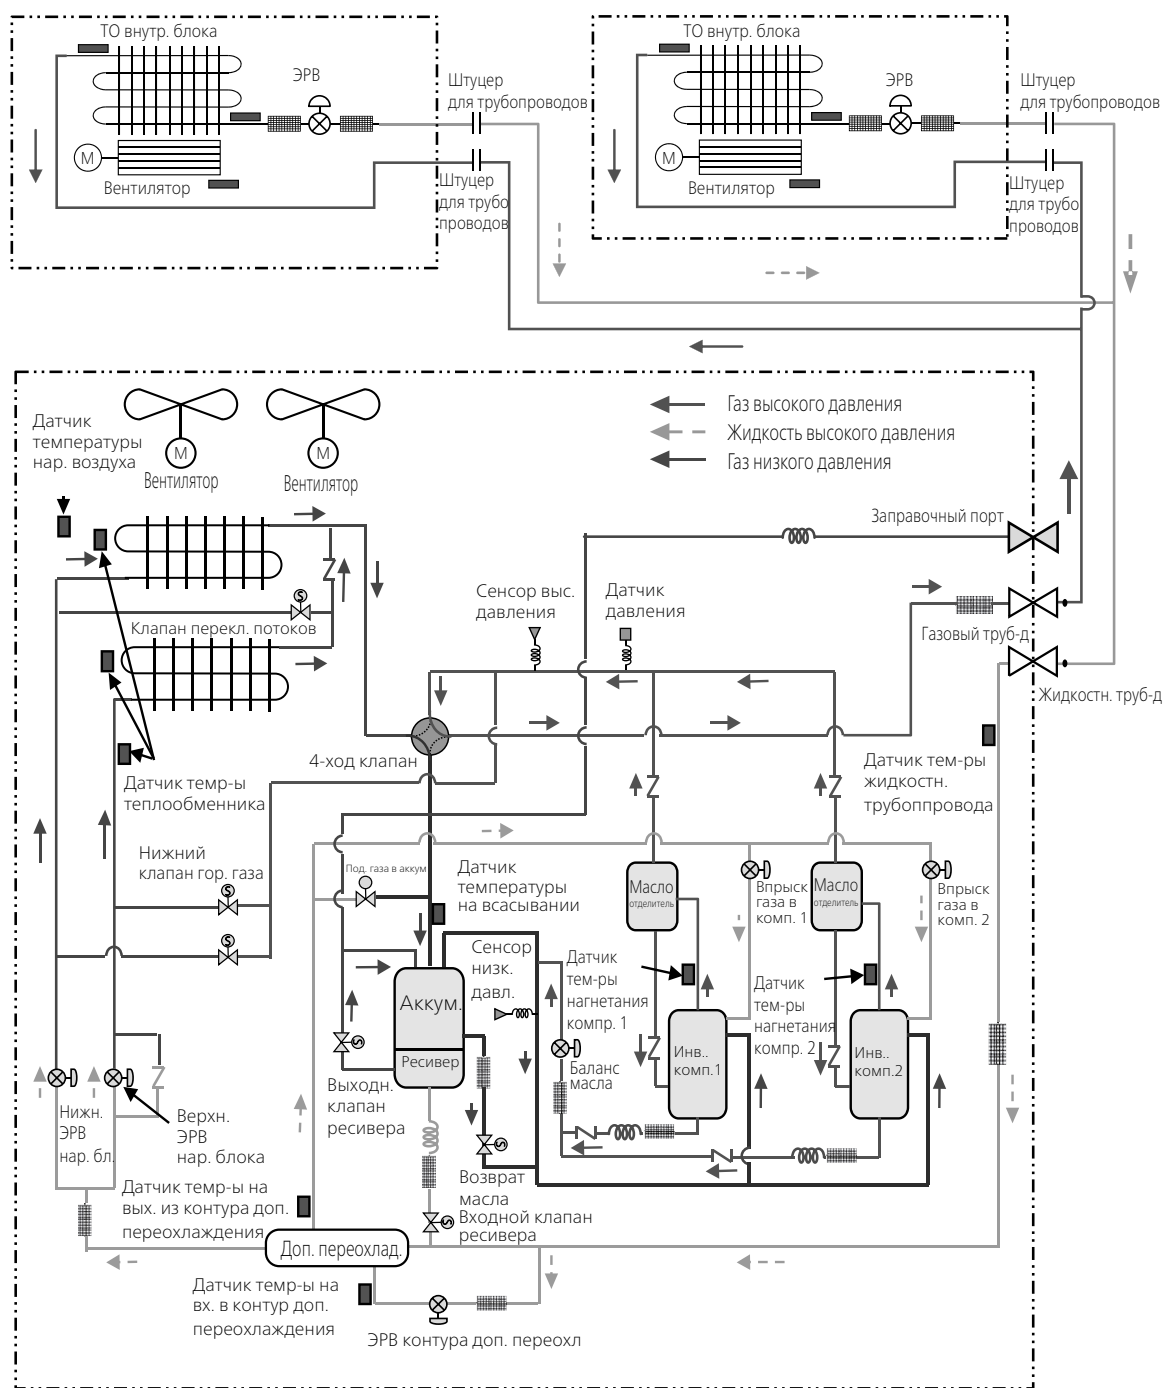 ТО внутр. блока
ЭРВ
Штуцер
для трубопроводов
M
Вентилятор
Штуцер
для трубо
проводов
ТО внутр. блока
ЭРВ
Штуцер
для трубопроводов
M
Вентилятор
Штуцер
для трубо
проводов
Датчик
температуры
нар. воздуха
M
Вентилятор
M
Вентилятор
Газ высокого давления
Жидкость высокого давления
Газ низкого давления
Заправочный порт
Сенсор выс.
давления
Датчик
давления
S
Клапан перекл. потоков
Газовый труб-д
Жидкостн. труб-д
4-ход клапан
Датчик темр-ы
теплообменника
Датчик тем-ры
жидкостн.
трубоппровода
Нижний
клапан гор. газа
S
S
Под. газа в аккум
Датчик
температуры
на всасывании
Масло
отделитель
Впрыск
газа в
комп. 1
Масло
отделитель
Впрыск
газа в
комп. 2
Сенсор
низк.
давл.
Датчик
тем-ры
нагнетания
компр. 1
Датчик
тем-ры
нагнетания
компр. 2
Аккум.
Ресивер
S
Инв..
комп.1
Инв..
комп.2
Баланс
масла
Выходн.
клапан
ресивера
Нижн.
ЭРВ
нар. бл.
Верхн.
ЭРВ
нар. блока
S
Возврат
масла
Датчик темр-ы на
вых. из контура доп.
переохлаждения
S
Входной клапан
ресивера
Доп. переохлад.
Датчик темр-ы на
вх. в контур доп.
переохлаждения
ЭРВ контура доп. переохл